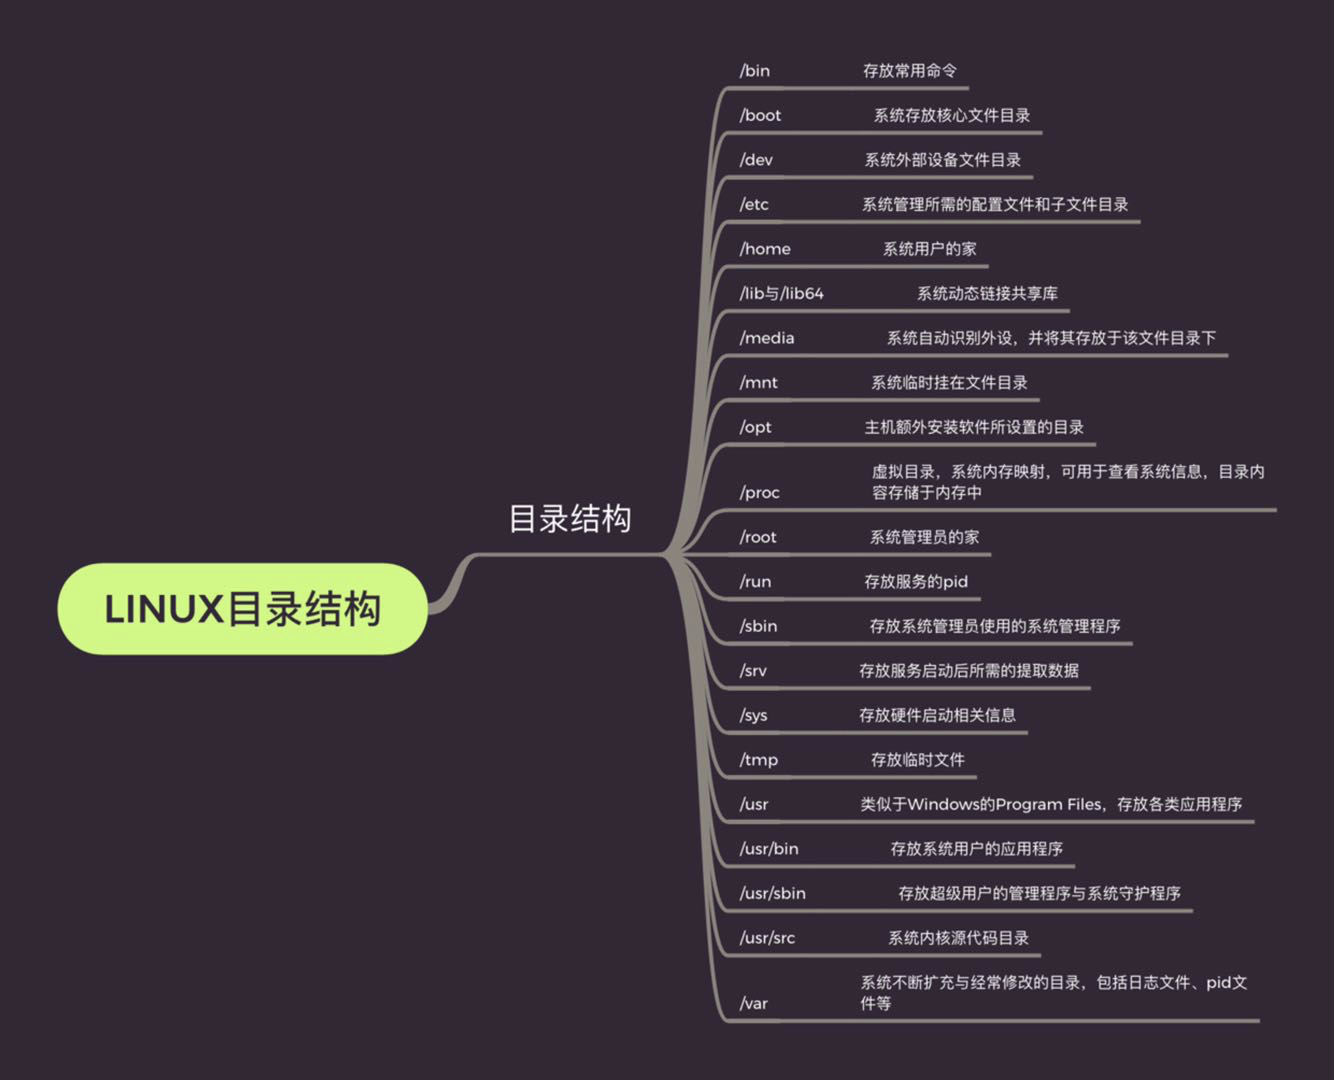 LINUX目录结构
目录结构
/bin 存放常用命令
/boot 系统存放核心文件目录
/dev 系统外部设备文件目录
/etc 系统管理所需的配置文件和子文件目录
/home 系统用户的家
/lib与/lib64 系统动态链接共享库
/media 系统自动识别外设，并将其存放于该文件目录下
/mnt 系统临时挂在文件目录
/opt 主机额外安装软件所设置的目录
虚拟目录，系统内存映射，可用于查看系统信息，目录内
/proc 容存储于内存中
/root 系统管理员的家
/run 存放服务的pid
/sbin 存放系统管理员使用的系统管理程序
/srv 存放服务启动后所需的提取数据
/sys 存放硬件启动相关信息
/tmp 存放临时文件
/usr 类似于Windows的Program Files，存放各类应用程序
/usr/bin 存放系统用户的应用程序
/usr/sbin 存放超级用户的管理程序与系统守护程序
/usr/src 系统内核源代码目录
系统不断扩充与经常修改的目录，包括日志文件、pid文
/var 件等